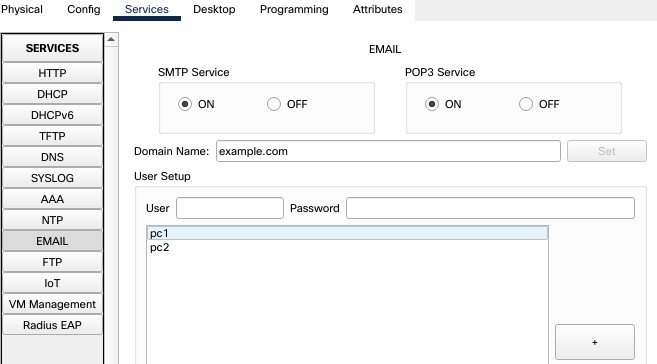 Physical Config Services Desktop Programming Attributes
SERVICES
HTTP
DHCP
DHCPv6
TFTP
DNS
SYSLOG
AAA
NTP
EMAIL
FTP
IoT
VM Management
Radius EAP
EMAIL
SMTP Service
ON OFF
POP3 Service
ON OFF
Domain Name: example.com Set
User Setup
User Password
pc1
pc2
+